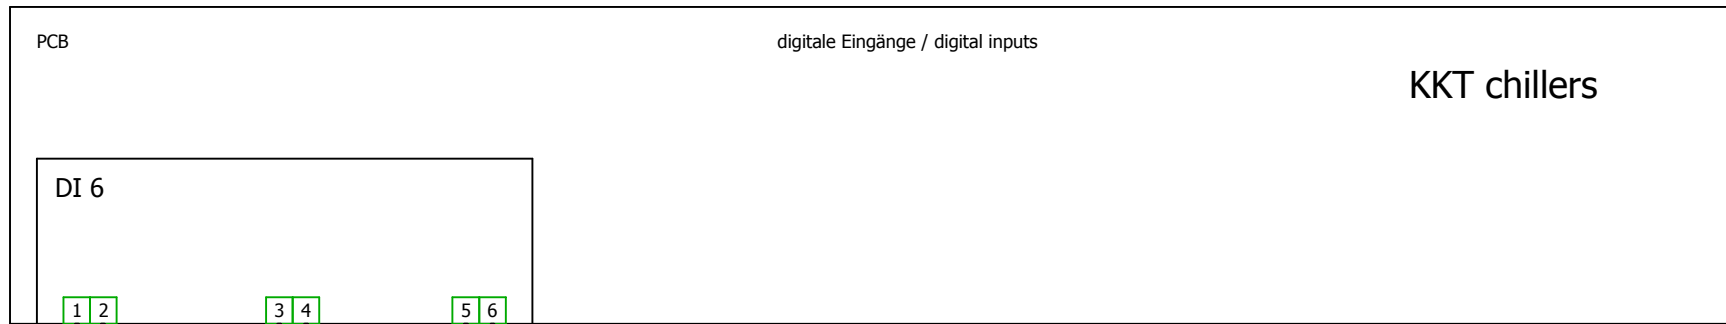 PCB
digitale Eingänge / digital inputs
KKT chillers
DI 6
1 2 3 4 5 6